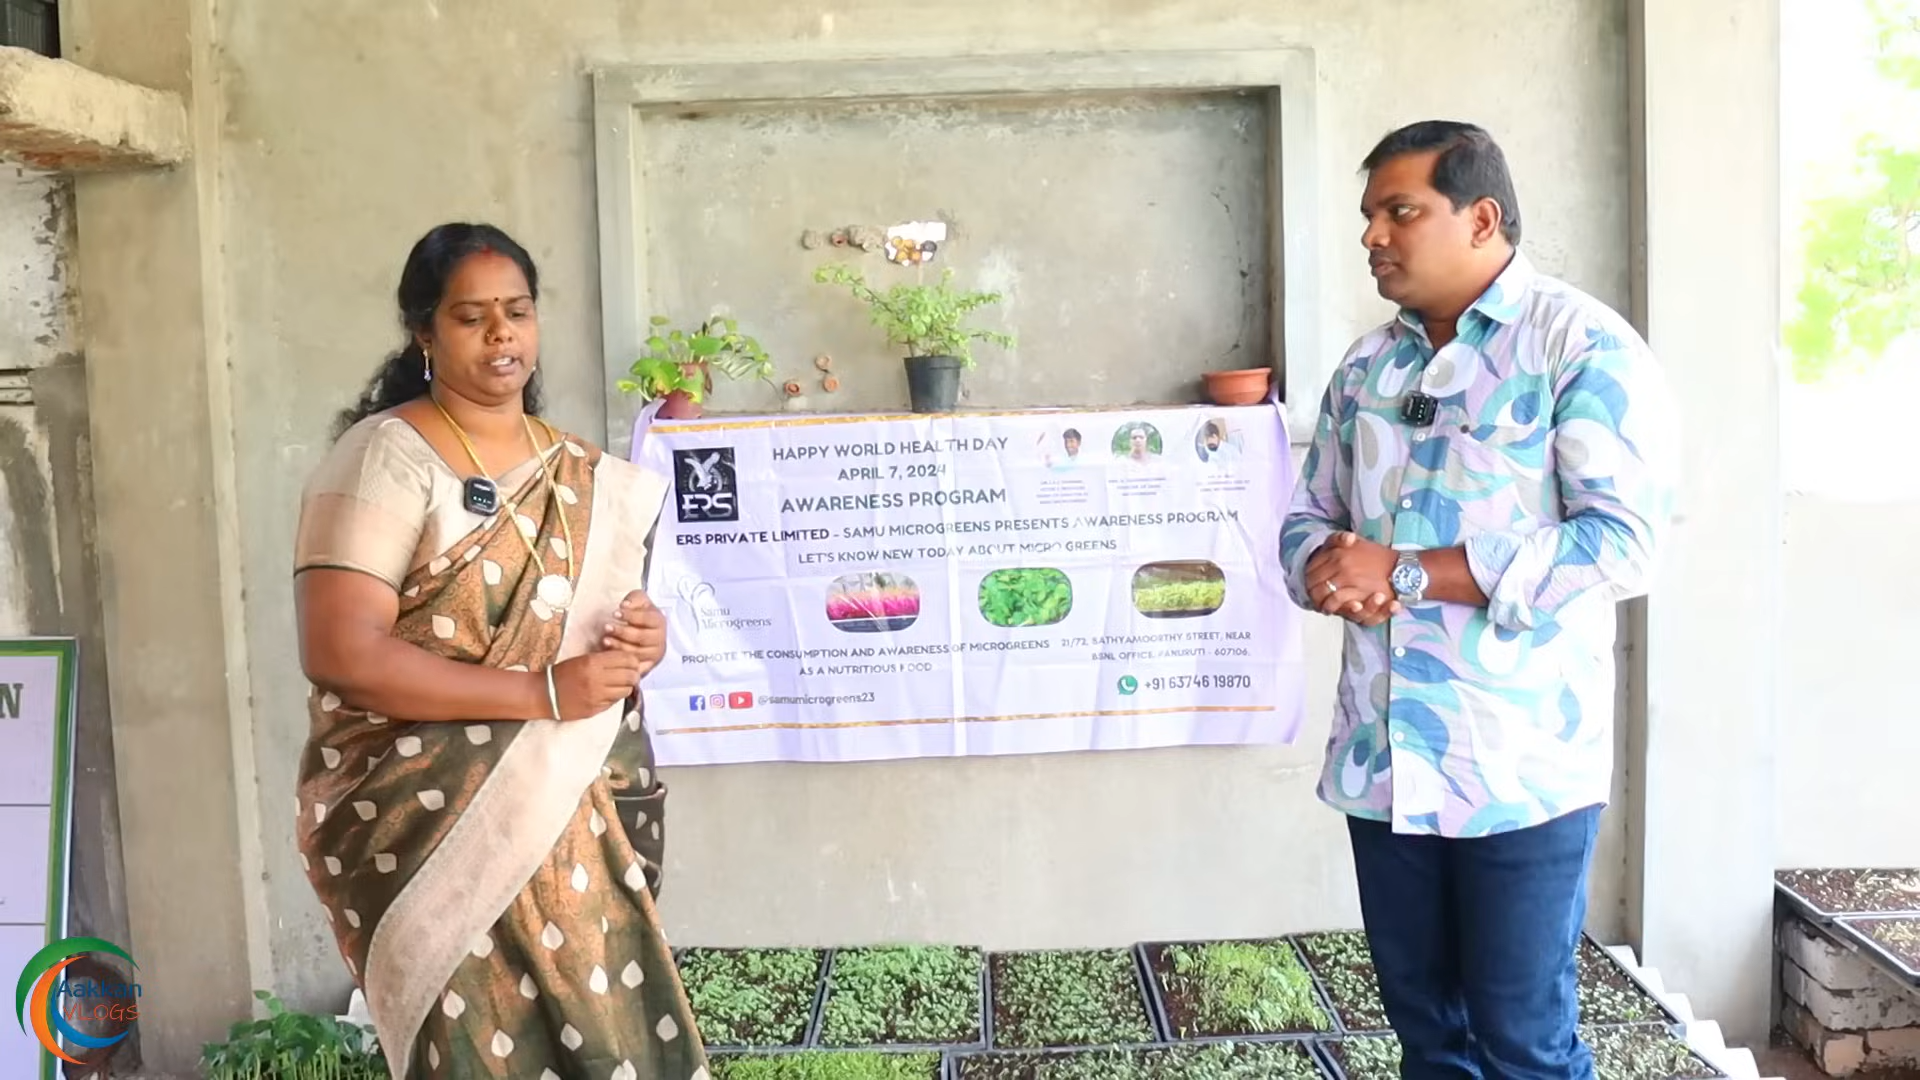 HAPPY WORLD HEALTH DAY
APRIL 7, 2024
AWARENESS PROGRAM
ERS
ERS PRIVATE LIMITED - SAMU MICROGREENS PRESENTS AWARENESS PROGRAM
LET'S KNOW NEW TODAY ABOUT MICRO GREENS
Samu
Microgreens
PROMOTE THE CONSUMPTION AND AWARENESS OF MICROGREENS
AS A NUTRITIOUS FOOD
21/72, SATHYAMOORTHY STREET, NEAR
BSNL OFFICE, PANURUTI - 607106.
@samumicrogreens23
+91 63746 19870
N
Aakkan
VLOGS